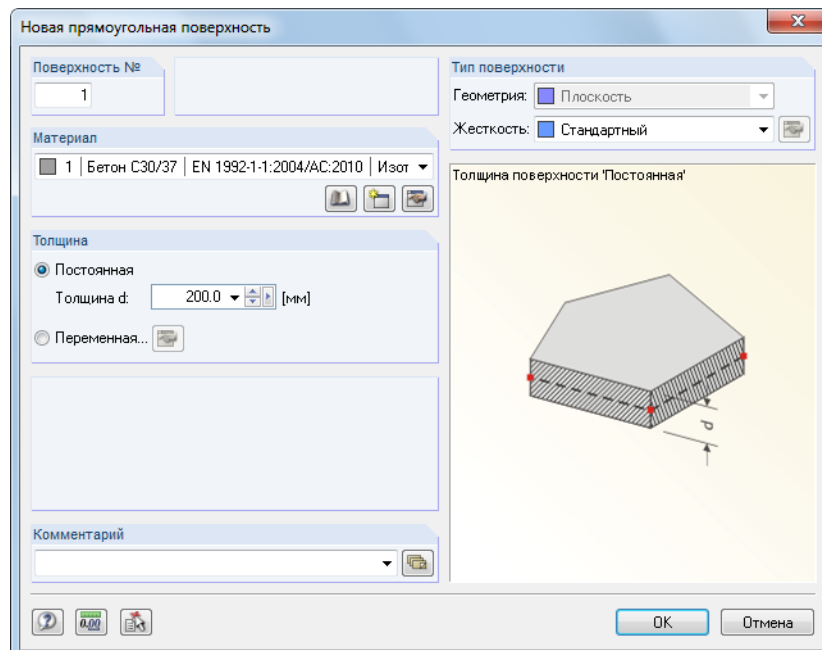 Новая прямоугольная поверхность
Поверхность №
1
Материал
1 | Бетон C30/37 | EN 1992-1-1:2004/AC:2010 | Изот
Толщина
Постоянная
Толщина d: 200.0 [мм]
Переменная...
Комментарий
Тип поверхности
Геометрия: Плоскость
Жесткость: Стандартный
Толщина поверхности 'Постоянная'
d
0.00
OK
Отмена